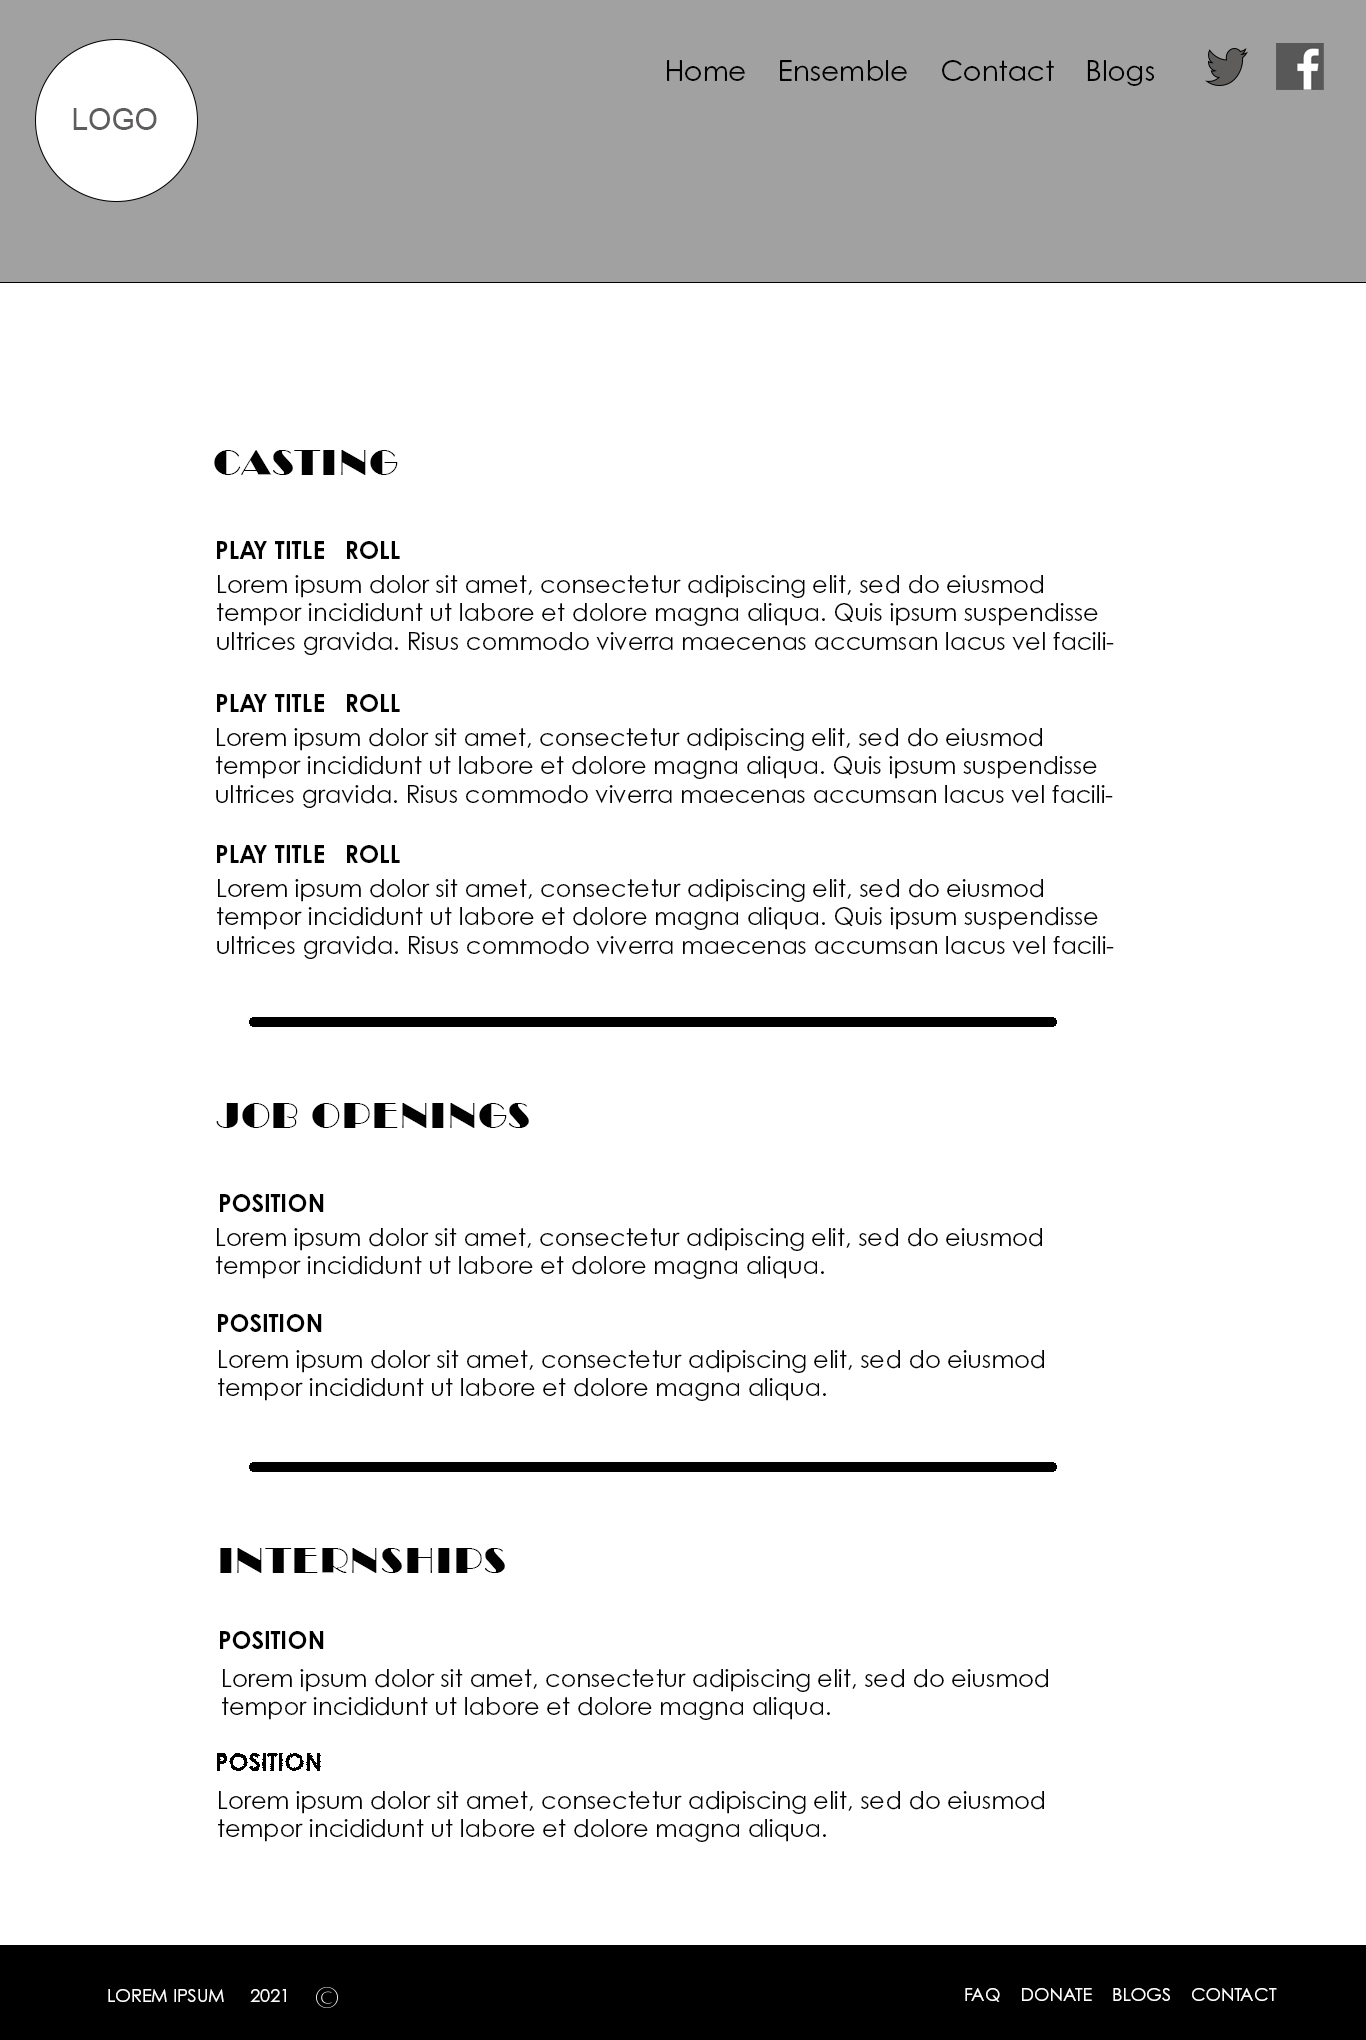 LOGO
Home Ensemble Contact Blogs
CASTING
PLAY TITLE ROLL
Lorem ipsum dolor sit amet, consectetur adipiscing elit, sed do eiusmod
tempor incididunt ut labore et dolore magna aliqua. Quis ipsum suspendisse
ultrices gravida. Risus commodo viverra maecenas accumsan lacus vel facili-
PLAY TITLE ROLL
Lorem ipsum dolor sit amet, consectetur adipiscing elit, sed do eiusmod
tempor incididunt ut labore et dolore magna aliqua. Quis ipsum suspendisse
ultrices gravida. Risus commodo viverra maecenas accumsan lacus vel facili-
PLAY TITLE ROLL
Lorem ipsum dolor sit amet, consectetur adipiscing elit, sed do eiusmod
tempor incididunt ut labore et dolore magna aliqua. Quis ipsum suspendisse
ultrices gravida. Risus commodo viverra maecenas accumsan lacus vel facili-
JOB OPENINGS
POSITION
Lorem ipsum dolor sit amet, consectetur adipiscing elit, sed do eiusmod
tempor incididunt ut labore et dolore magna aliqua.
POSITION
Lorem ipsum dolor sit amet, consectetur adipiscing elit, sed do eiusmod
tempor incididunt ut labore et dolore magna aliqua.
INTERNSHIPS
POSITION
Lorem ipsum dolor sit amet, consectetur adipiscing elit, sed do eiusmod
tempor incididunt ut labore et dolore magna aliqua.
POSITION
Lorem ipsum dolor sit amet, consectetur adipiscing elit, sed do eiusmod
tempor incididunt ut labore et dolore magna aliqua.
LOREM IPSUM 2021 ©
FAQ DONATE BLOGS CONTACT